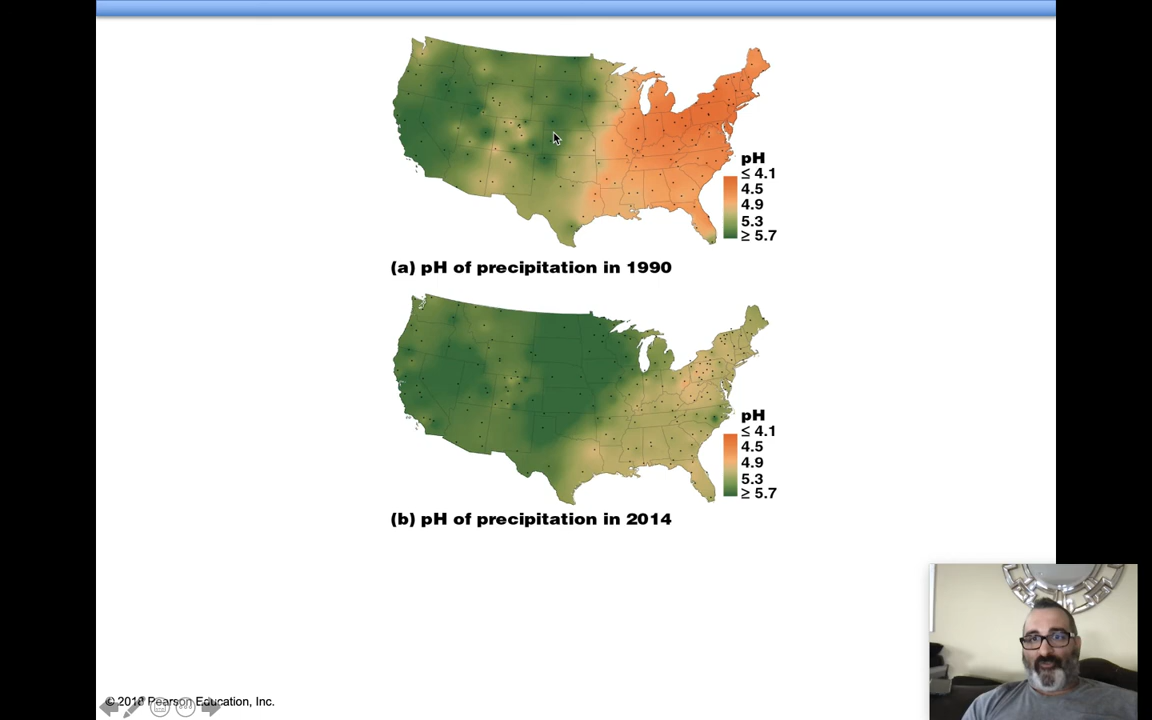 pH
≤ 4.1
4.5
4.9
5.3
≥ 5.7
(a) pH of precipitation in 1990
pH
≤ 4.1
4.5
4.9
5.3
≥ 5.7
(b) pH of precipitation in 2014
© 2018 Pearson Education, Inc.